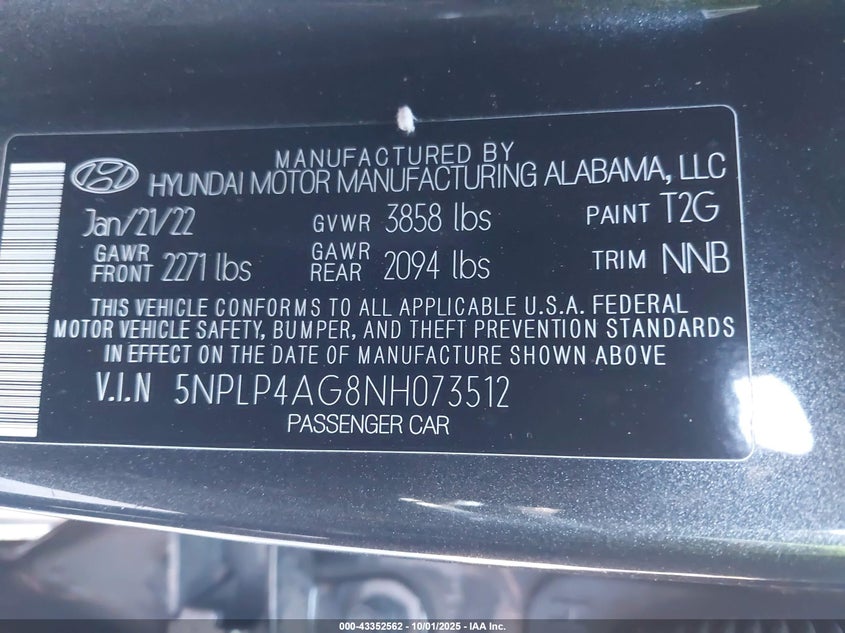 MANUFACTURED BY
HYUNDAI MOTOR MANUFACTURING ALABAMA, LLC
Jan/21/22 GVWR 3858 lbs PAINT T2G
GAWR FRONT 2271 lbs GAWR REAR 2094 lbs TRIM NNB
THIS VEHICLE CONFORMS TO ALL APPLICABLE U.S.A. FEDERAL
MOTOR VEHICLE SAFETY, BUMPER, AND THEFT PREVENTION STANDARDS
IN EFFECT ON THE DATE OF MANUFACTURE SHOWN ABOVE
V.I.N 5NPLP4AG8NH073512
PASSENGER CAR
000-43352562 | 10/01/2025 - IAA Inc.